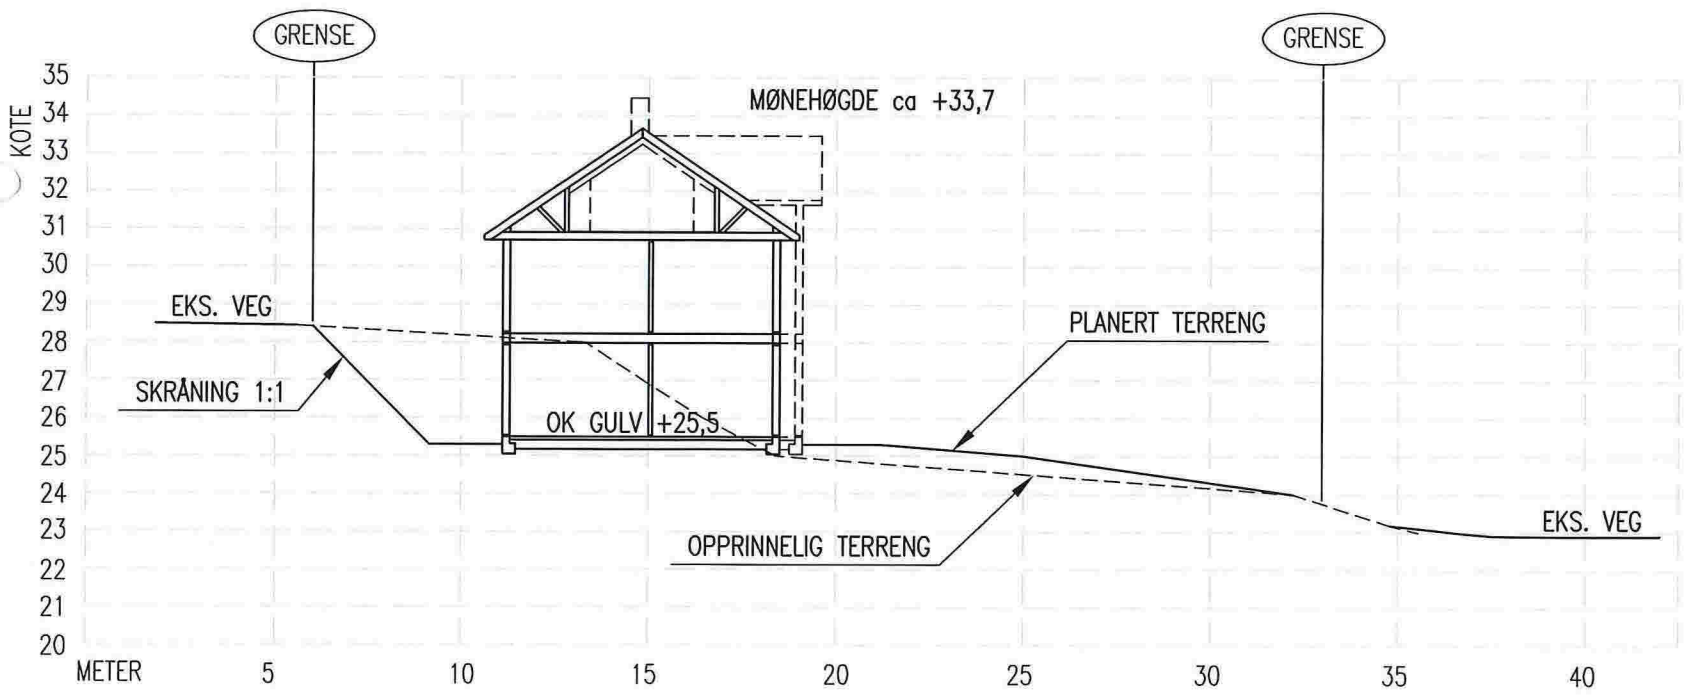 GRENSE
GRENSE
MØNEHØGDE ca +33,7
KOTE
35
34
33
32
31
30
29
28
27
26
25
24
23
22
21
20
EKS. VEG
PLANERT TERRENG
SKRÅNING 1:1
OK GULV +25,5
OPPRINNELIG TERRENG
EKS. VEG
METER
5
10
15
20
25
30
35
40